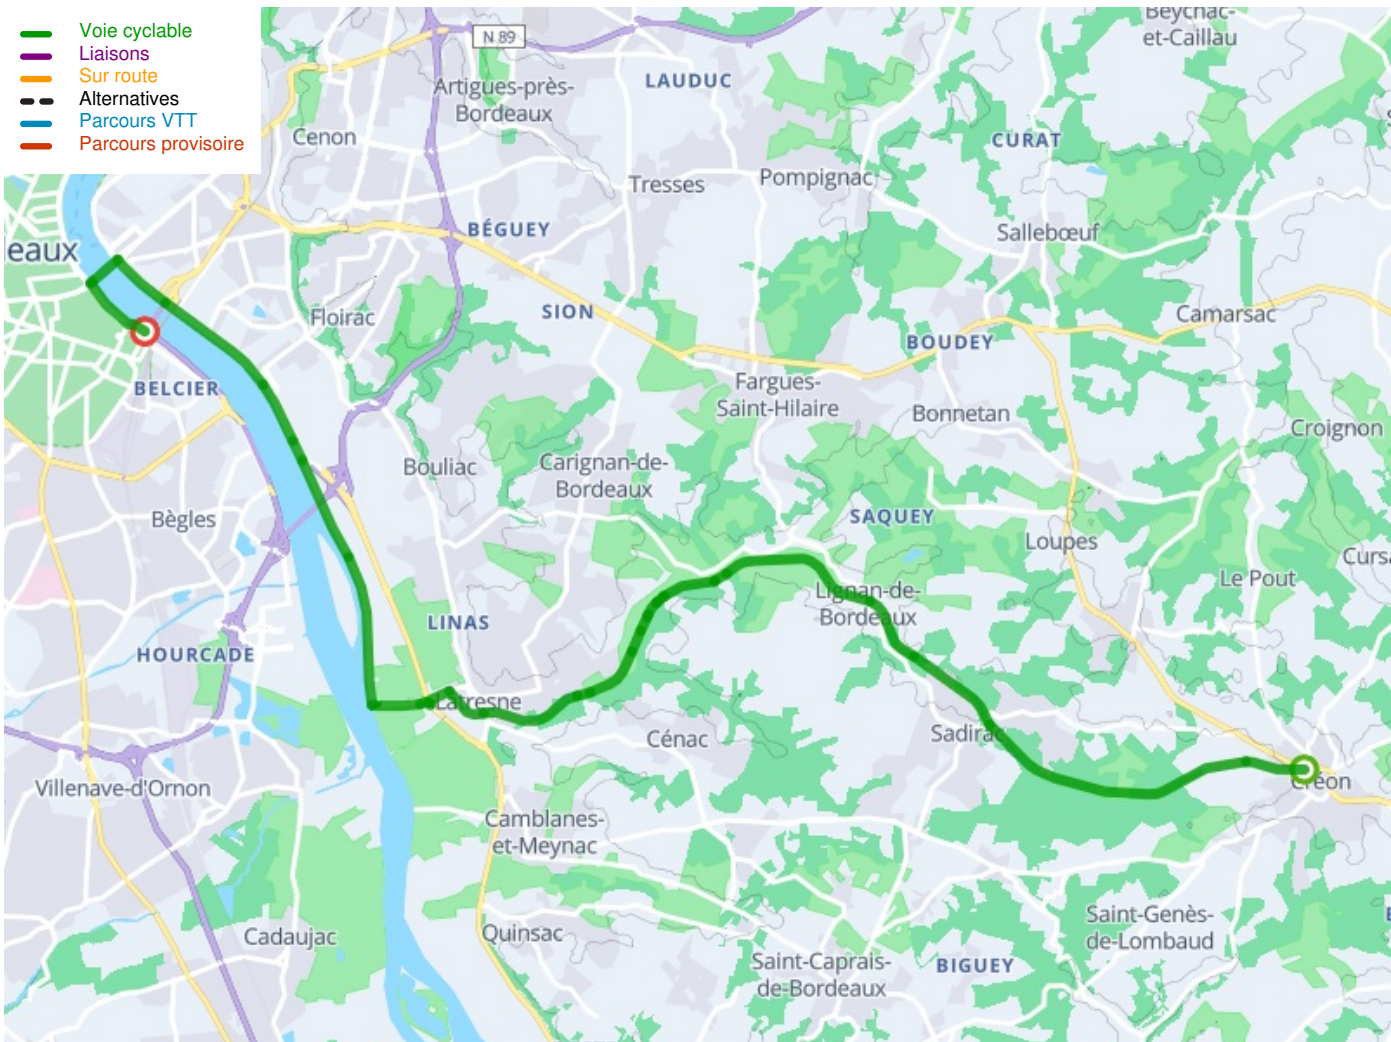 Voie cyclable
Liaisons
Sur route
Alternatives
Parcours VTT
Parcours provisoire
N 89
Beychac-
et-Caillau
LAUDUC
Artigues-près-
Bordeaux
Cenon
CURAT
Tresses
Pompignac
BÉGUEY
Sallebœuf
eaux
Floirac
SION
Camarsac
BOUDEY
BELCIER
Fargues-
Saint-Hilaire
Bonnetan
Croignon
Bouliac
Carignan-de-
Bordeaux
Bègles
SAQUEY
Loupes
Cursa
Le Pout
Lignan-de-
Bordeaux
LINAS
HOURCADE
Latresne
Cénac
Sadirac
Villenave-d'Ornon
Créon
Camblanes-
et-Meynac
Saint-Genès-
de-Lombaud
Cadaujac
Quinsac
Saint-Caprais-
de-Bordeaux
BIGUEY